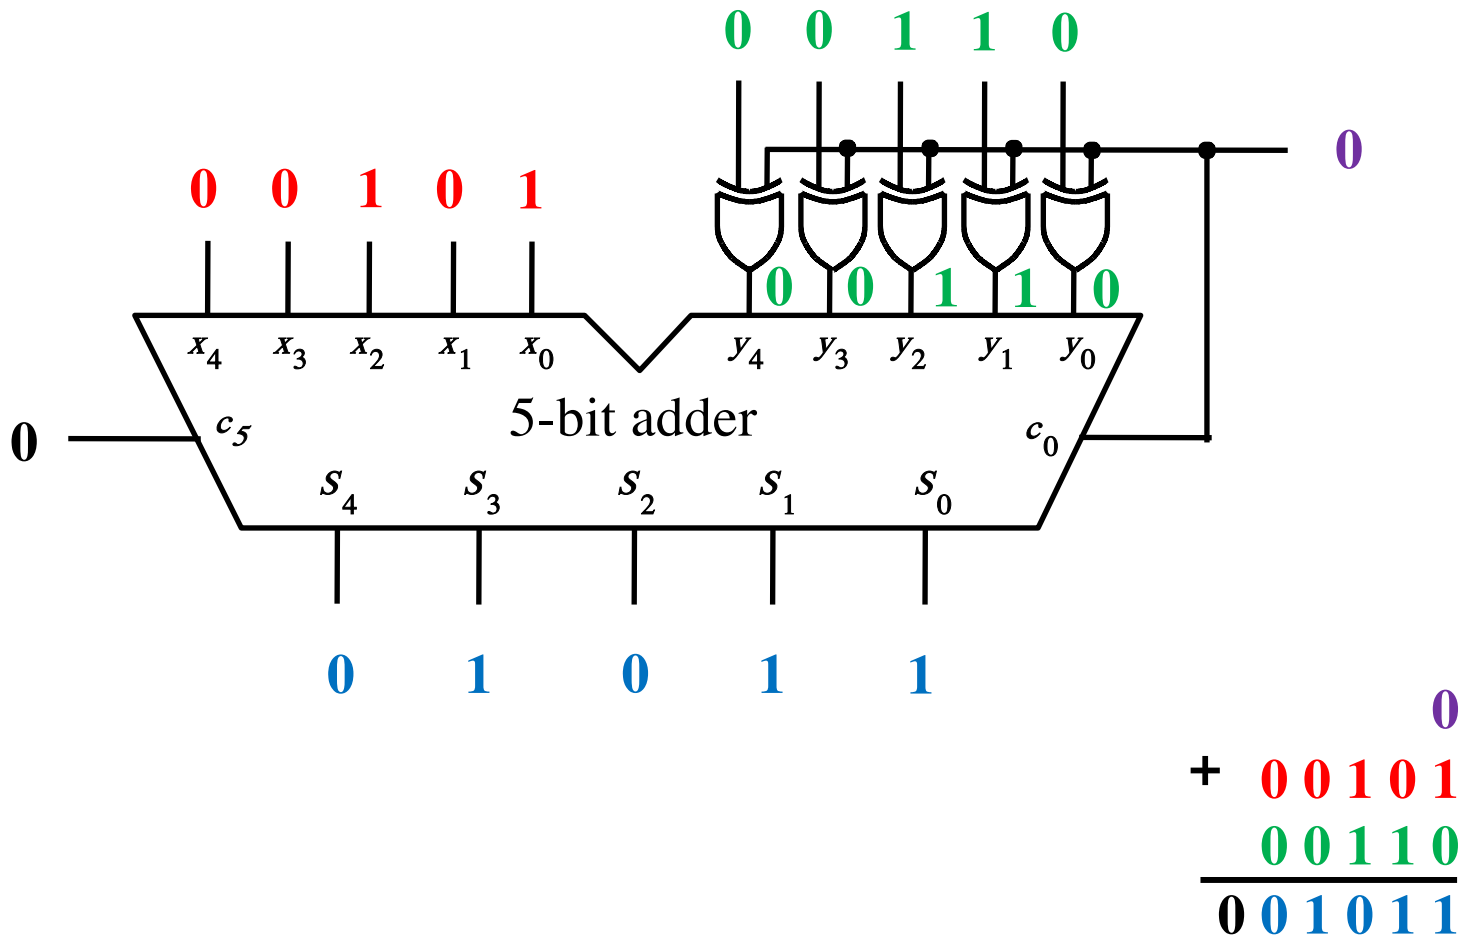 0 0 1 1 0
0
0 0 1 0 1
0 0 1 1 0
x4 x3 x2 x1 x0 y4 y3 y2 y1 y0
5-bit adder
0 c5 c0
S4 S3 S2 S1 S0
0 1 0 1 1
0
+ 0 0 1 0 1
0 0 1 1 0
0 0 1 0 1 1